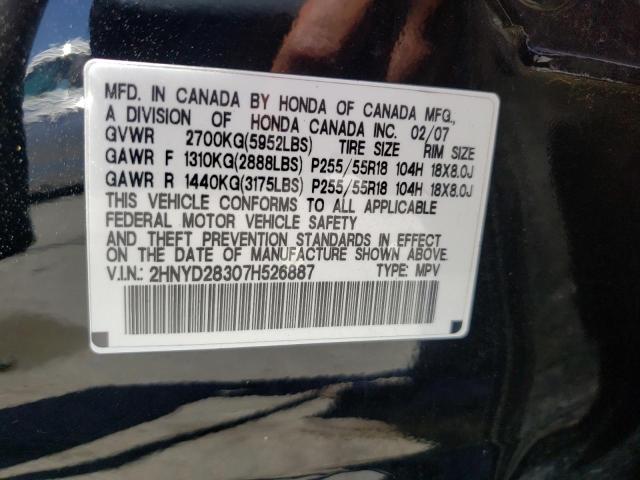 MFD. IN CANADA BY HONDA OF CANADA MFG.,
A DIVISION OF HONDA CANADA INC. 02/07
GVWR 2700KG(5952LBS) TIRE SIZE RIM SIZE
GAWR F 1310KG(2888LBS) P255/55R18 104H 18X8.0J
GAWR R 1440KG(3175LBS) P255/55R18 104H 18X8.0J
THIS VEHICLE CONFORMS TO ALL APPLICABLE
FEDERAL MOTOR VEHICLE SAFETY
AND THEFT PREVENTION STANDARDS IN EFFECT
ON THE DATE OF MANUFACTURE SHOWN ABOVE.
V.I.N.: 2HNYD28307H526887 TYPE: MPV